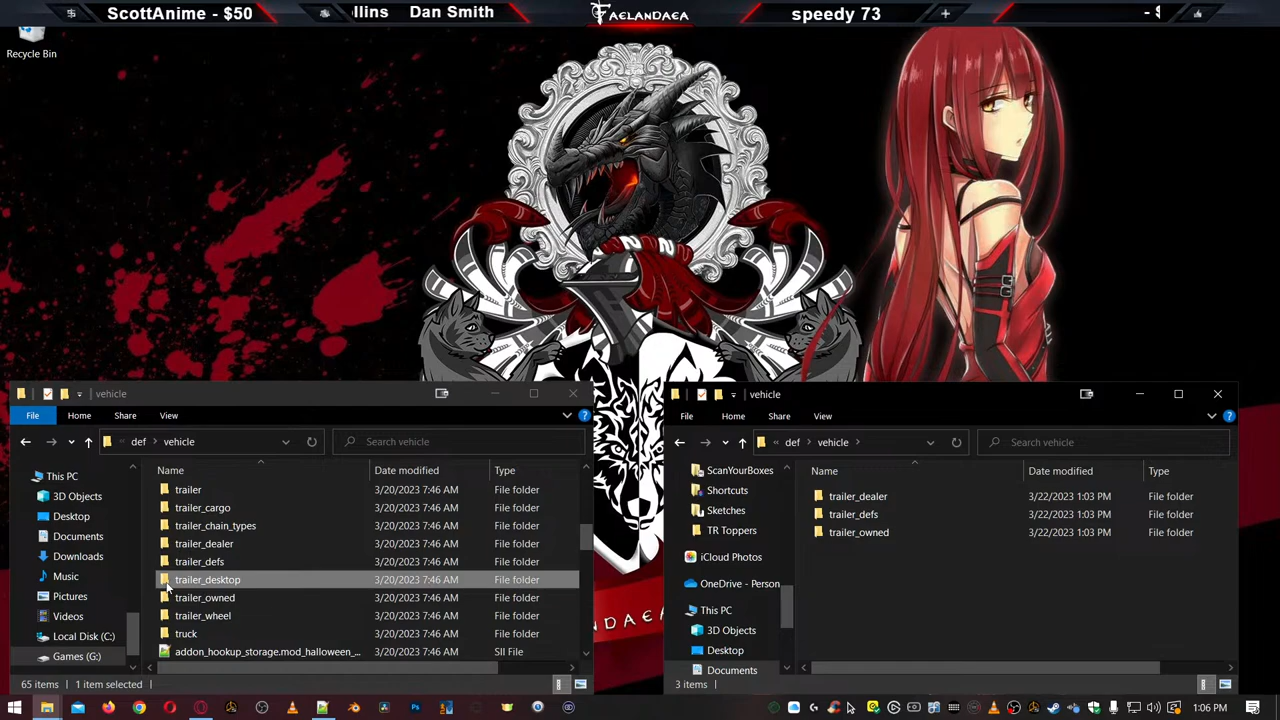 ScottAnime - $50
llins Dan Smith
FAELANDAEA
speedy 73
- $
Recycle Bin
vehicle
File Home Share View
def vehicle
Search vehicle
This PC
3D Objects
Desktop
Documents
Downloads
Music
Pictures
Videos
Local Disk (C:)
Games (G:)
Name Date modified Type
trailer 3/20/2023 7:46 AM File folder
trailer_cargo 3/20/2023 7:46 AM File folder
trailer_chain_types 3/20/2023 7:46 AM File folder
trailer_dealer 3/20/2023 7:46 AM File folder
trailer_defs 3/20/2023 7:46 AM File folder
trailer_desktop 3/20/2023 7:46 AM File folder
trailer_owned 3/20/2023 7:46 AM File folder
trailer_wheel 3/20/2023 7:46 AM File folder
truck 3/20/2023 7:46 AM File folder
addon_hookup_storage.mod_halloween_... 3/20/2023 7:46 AM SII File
65 items 1 item selected
vehicle
File Home Share View
def vehicle
Search vehicle
ScanYourBoxes
Shortcuts
Sketches
TR Toppers
iCloud Photos
OneDrive - Person
This PC
3D Objects
Desktop
Documents
Name Date modified Type
trailer_dealer 3/22/2023 1:03 PM File folder
trailer_defs 3/22/2023 1:03 PM File folder
trailer_owned 3/22/2023 1:03 PM File folder
3 items
NDAEA
1:06 PM